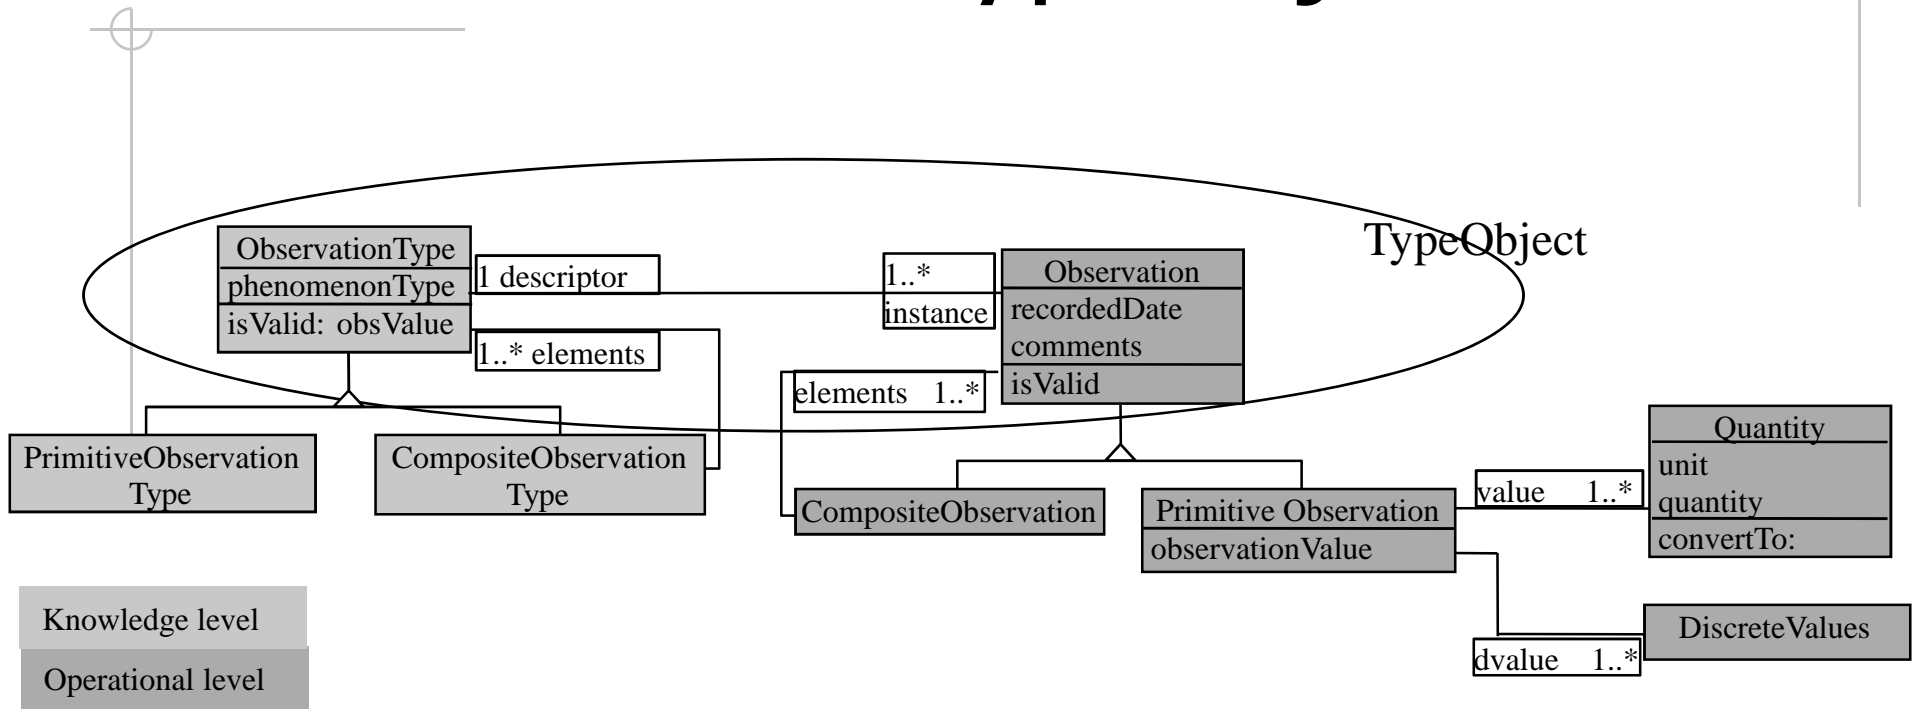 TypeObject
ObservationType
phenomenonType
isValid: obsValue
1 descriptor
1..* elements
1..*
instance
Observation
recordedDate
comments
isValid
elements 1..*
PrimitiveObservation
Type
CompositeObservation
Type
CompositeObservation
Primitive Observation
observationValue
value 1..*
Quantity
unit
quantity
convertTo:
dvalue 1..*
DiscreteValues
Knowledge level
Operational level